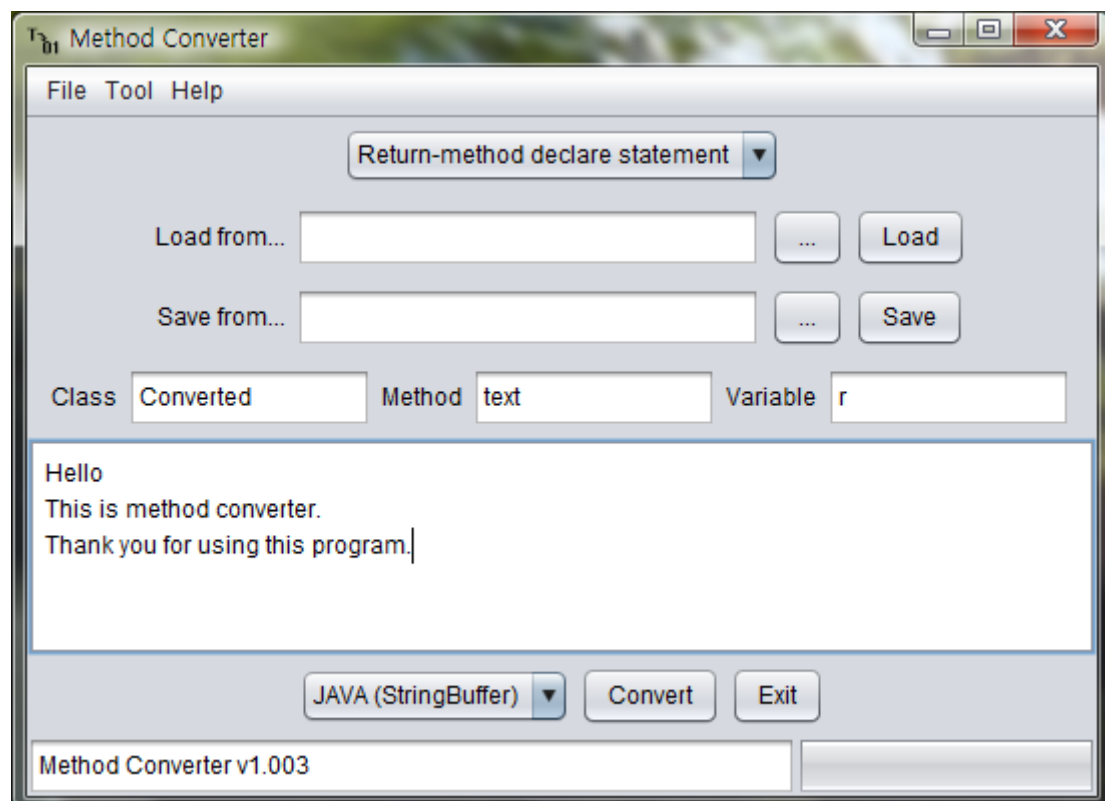 Method Converter
File Tool Help
Return-method declare statement
Load from... ... Load
Save from... ... Save
Class Converted Method text Variable r
Hello
This is method converter.
Thank you for using this program.
JAVA (StringBuffer) Convert Exit
Method Converter v1.003